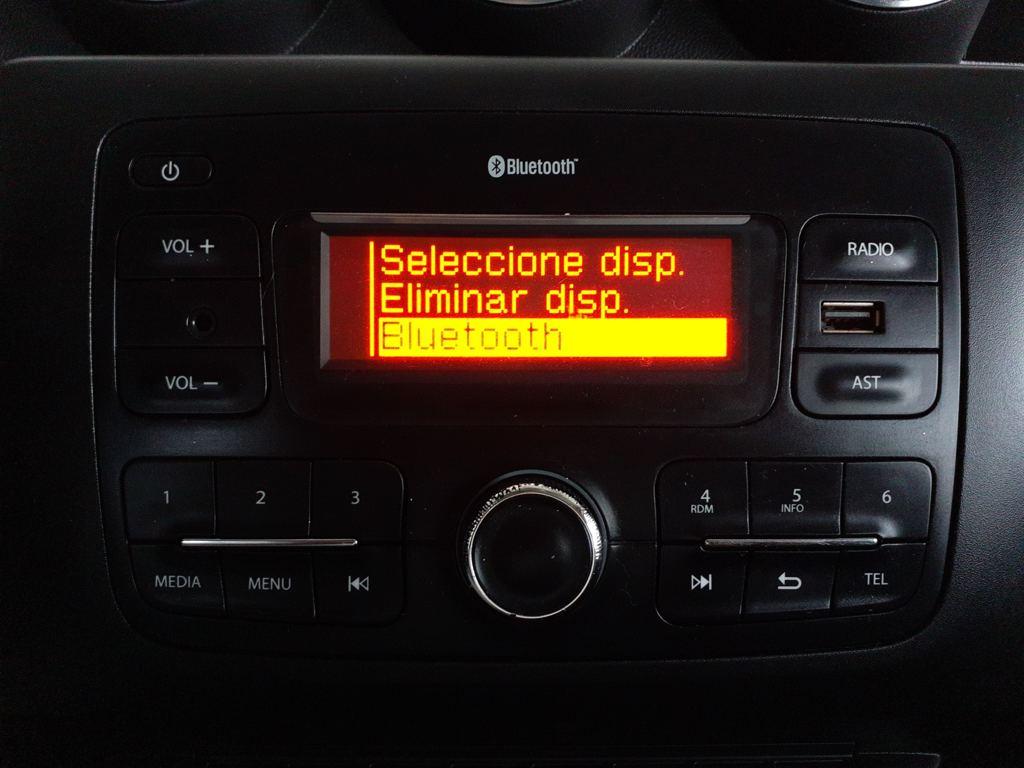 Bluetooth™
VOL +
RADIO
Seleccione disp.
Eliminar disp.
Bluetooth
VOL –
AST
1 2 3
4 RDM
5 INFO
6
MEDIA MENU
TEL